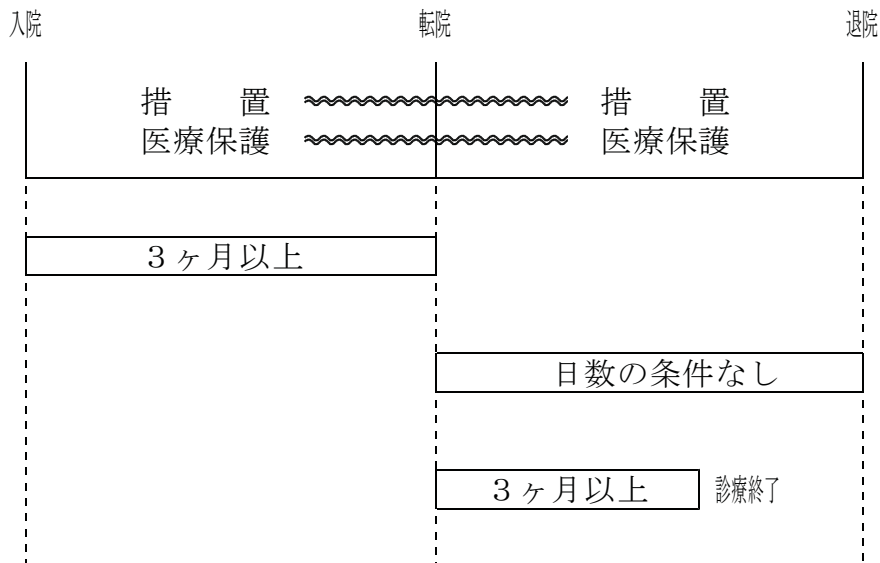 入院 転院 退院
措置 措置
医療保護 医療保護
３ヶ月以上
日数の条件なし
３ヶ月以上 診療終了